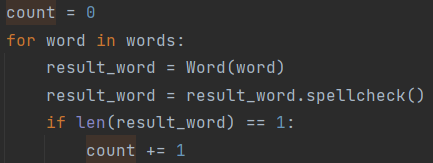 count = 0
for word in words:
    result_word = Word(word)
    result_word = result_word.spellcheck()
    if len(result_word) == 1:
        count += 1